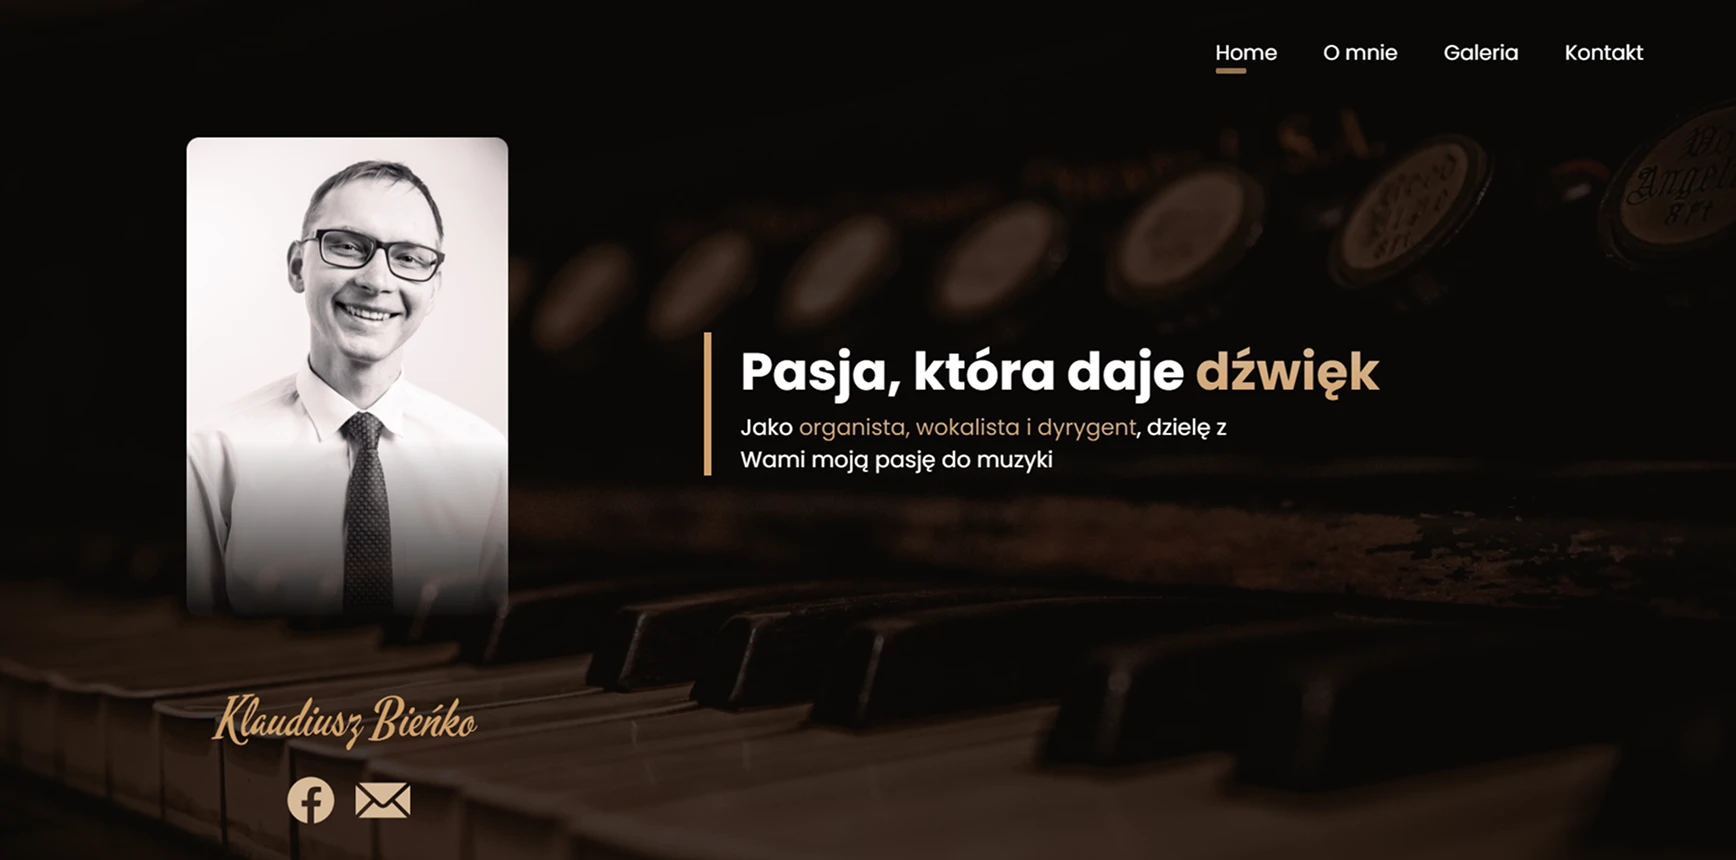 Home O mnie Galeria Kontakt
Pasja, która daje dźwięk
Jako organista, wokalista i dyrygent, dzielę z
Wami moją pasję do muzyki
Klaudiusz Bieńko